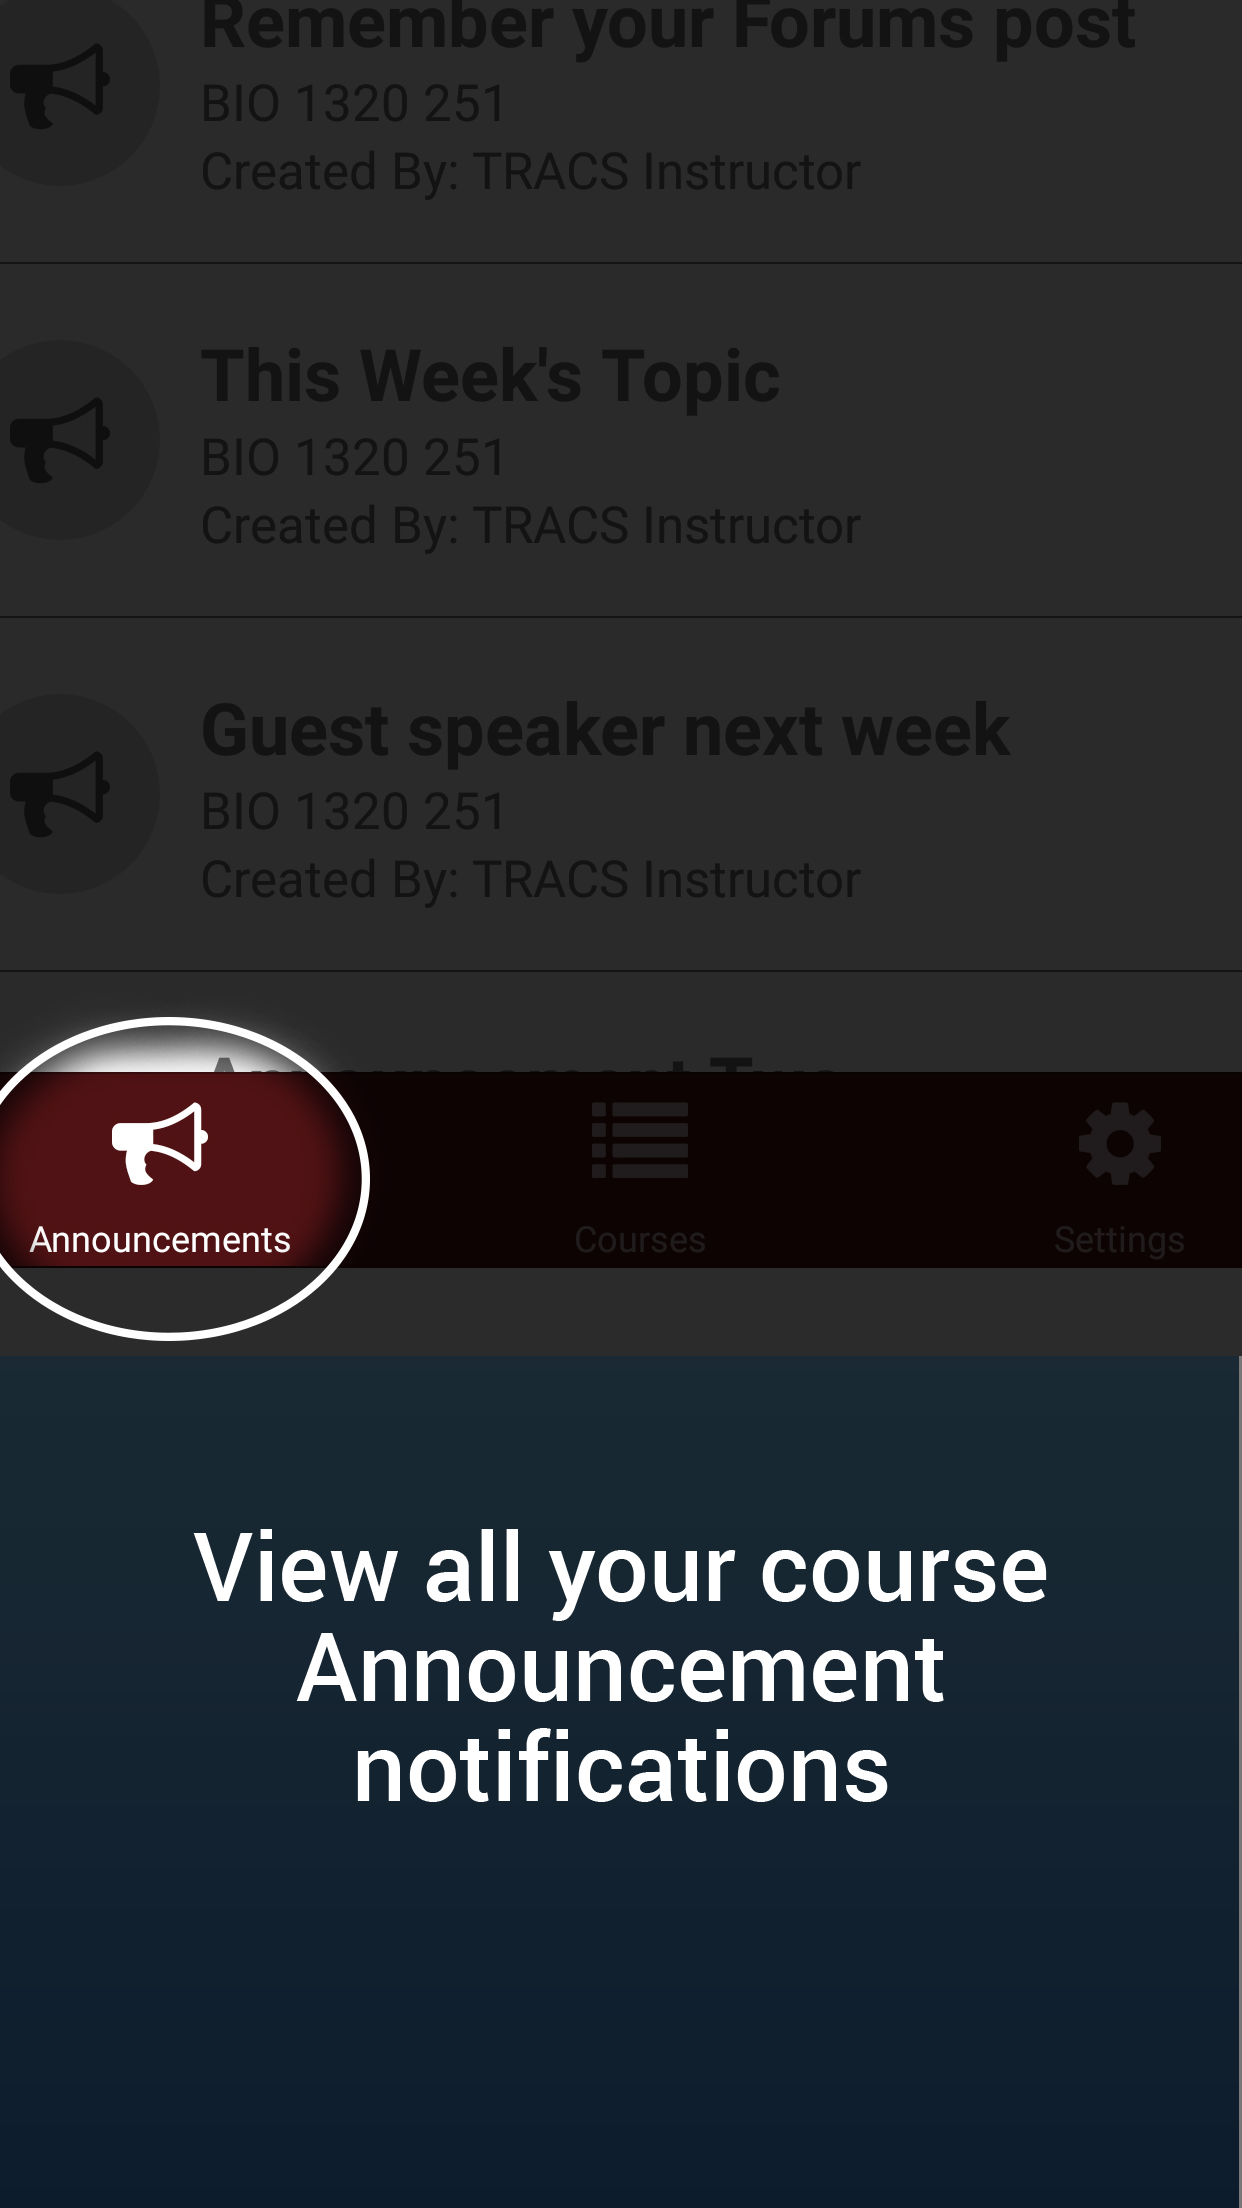 Remember your Forums post
BIO 1320 251
Created By: TRACS Instructor
This Week's Topic
BIO 1320 251
Created By: TRACS Instructor
Guest speaker next week
BIO 1320 251
Created By: TRACS Instructor
Announcement Two
Announcements
Courses
Settings
View all your course
Announcement
notifications